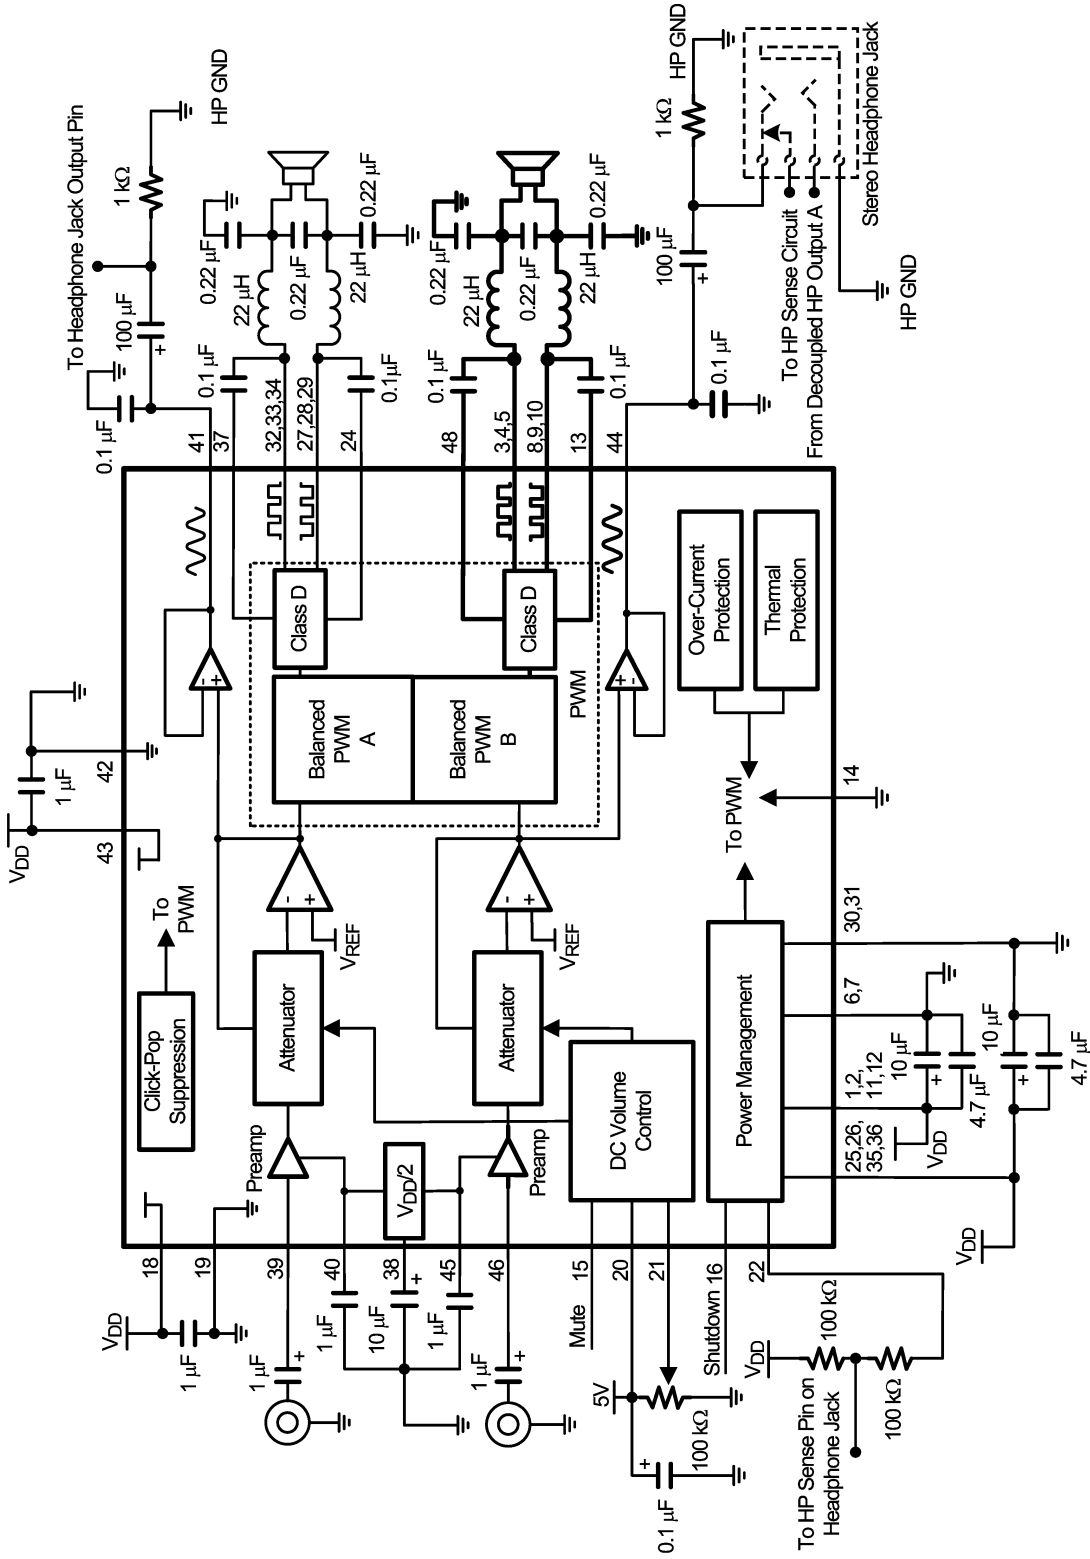 To Headphone Jack Output Pin
1 kΩ
HP GND
100 μF
+
0.1 μF
41
37
0.1 μF
32,33,34
27,28,29
24
0.1μF
22 μH
0.22 μF
0.22 μF
22 μH
0.22 μF
48
0.1 μF
3,4,5
8,9,10
13
0.1 μF
22 μH
0.22 μF
0.22 μF
22 μH
0.22 μF
44
0.1 μF
100 μF
+
1 kΩ
HP GND
Stereo Headphone Jack
To HP Sense Circuit
From Decoupled HP Output A
HP GND
VDD
1 μF
43
42
Click-Pop
Suppression
To
PWM
-
+
Class D
Balanced
PWM
A
Balanced
PWM
B
Class D
PWM
+
-
Over-Current
Protection
Thermal
Protection
To PWM
14
Attenuator
-
+
VREF
Attenuator
-
+
VREF
Preamp
VDD/2
Preamp
DC Volume
Control
Power Management
30,31
6,7
1,2,
11,12
25,26,
35,36
10 μF
+
4.7 μF
VDD
10 μF
+
4.7 μF
VDD
VDD
1 μF
18
19
1 μF
+
39
1 μF
40
10 μF
+
38
1 μF
45
1 μF
+
46
Mute
15
5V
20
21
100 kΩ
+
0.1 μF
Shutdown
16
22
VDD
100 kΩ
100 kΩ
To HP Sense Pin on
Headphone Jack